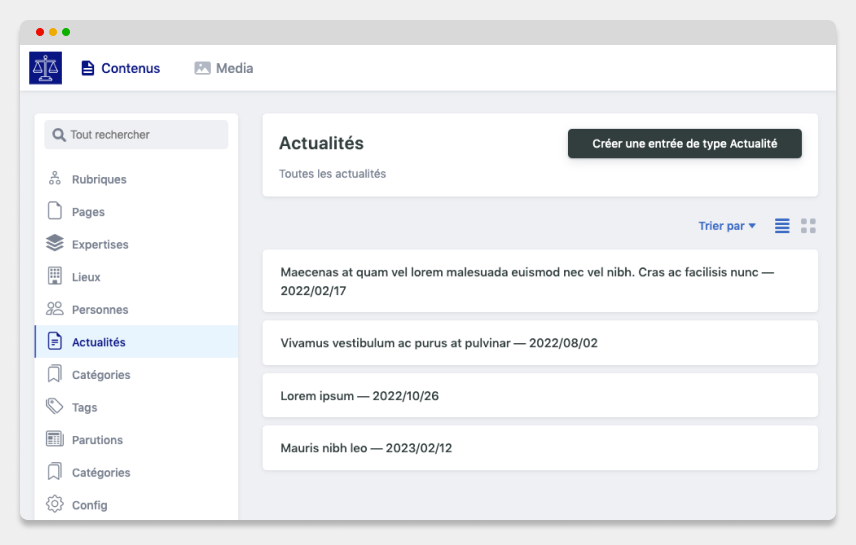 Contenus
Media
Tout rechercher
Rubriques
Pages
Expertises
Lieux
Personnes
Actualités
Catégories
Tags
Parutions
Catégories
Config
Actualités
Créer une entrée de type Actualité
Toutes les actualités
Trier par
Maecenas at quam vel lorem malesuada euismod nec vel nibh. Cras ac facilisis nunc —
2022/02/17
Vivamus vestibulum ac purus at pulvinar — 2022/08/02
Lorem ipsum — 2022/10/26
Mauris nibh leo — 2023/02/12